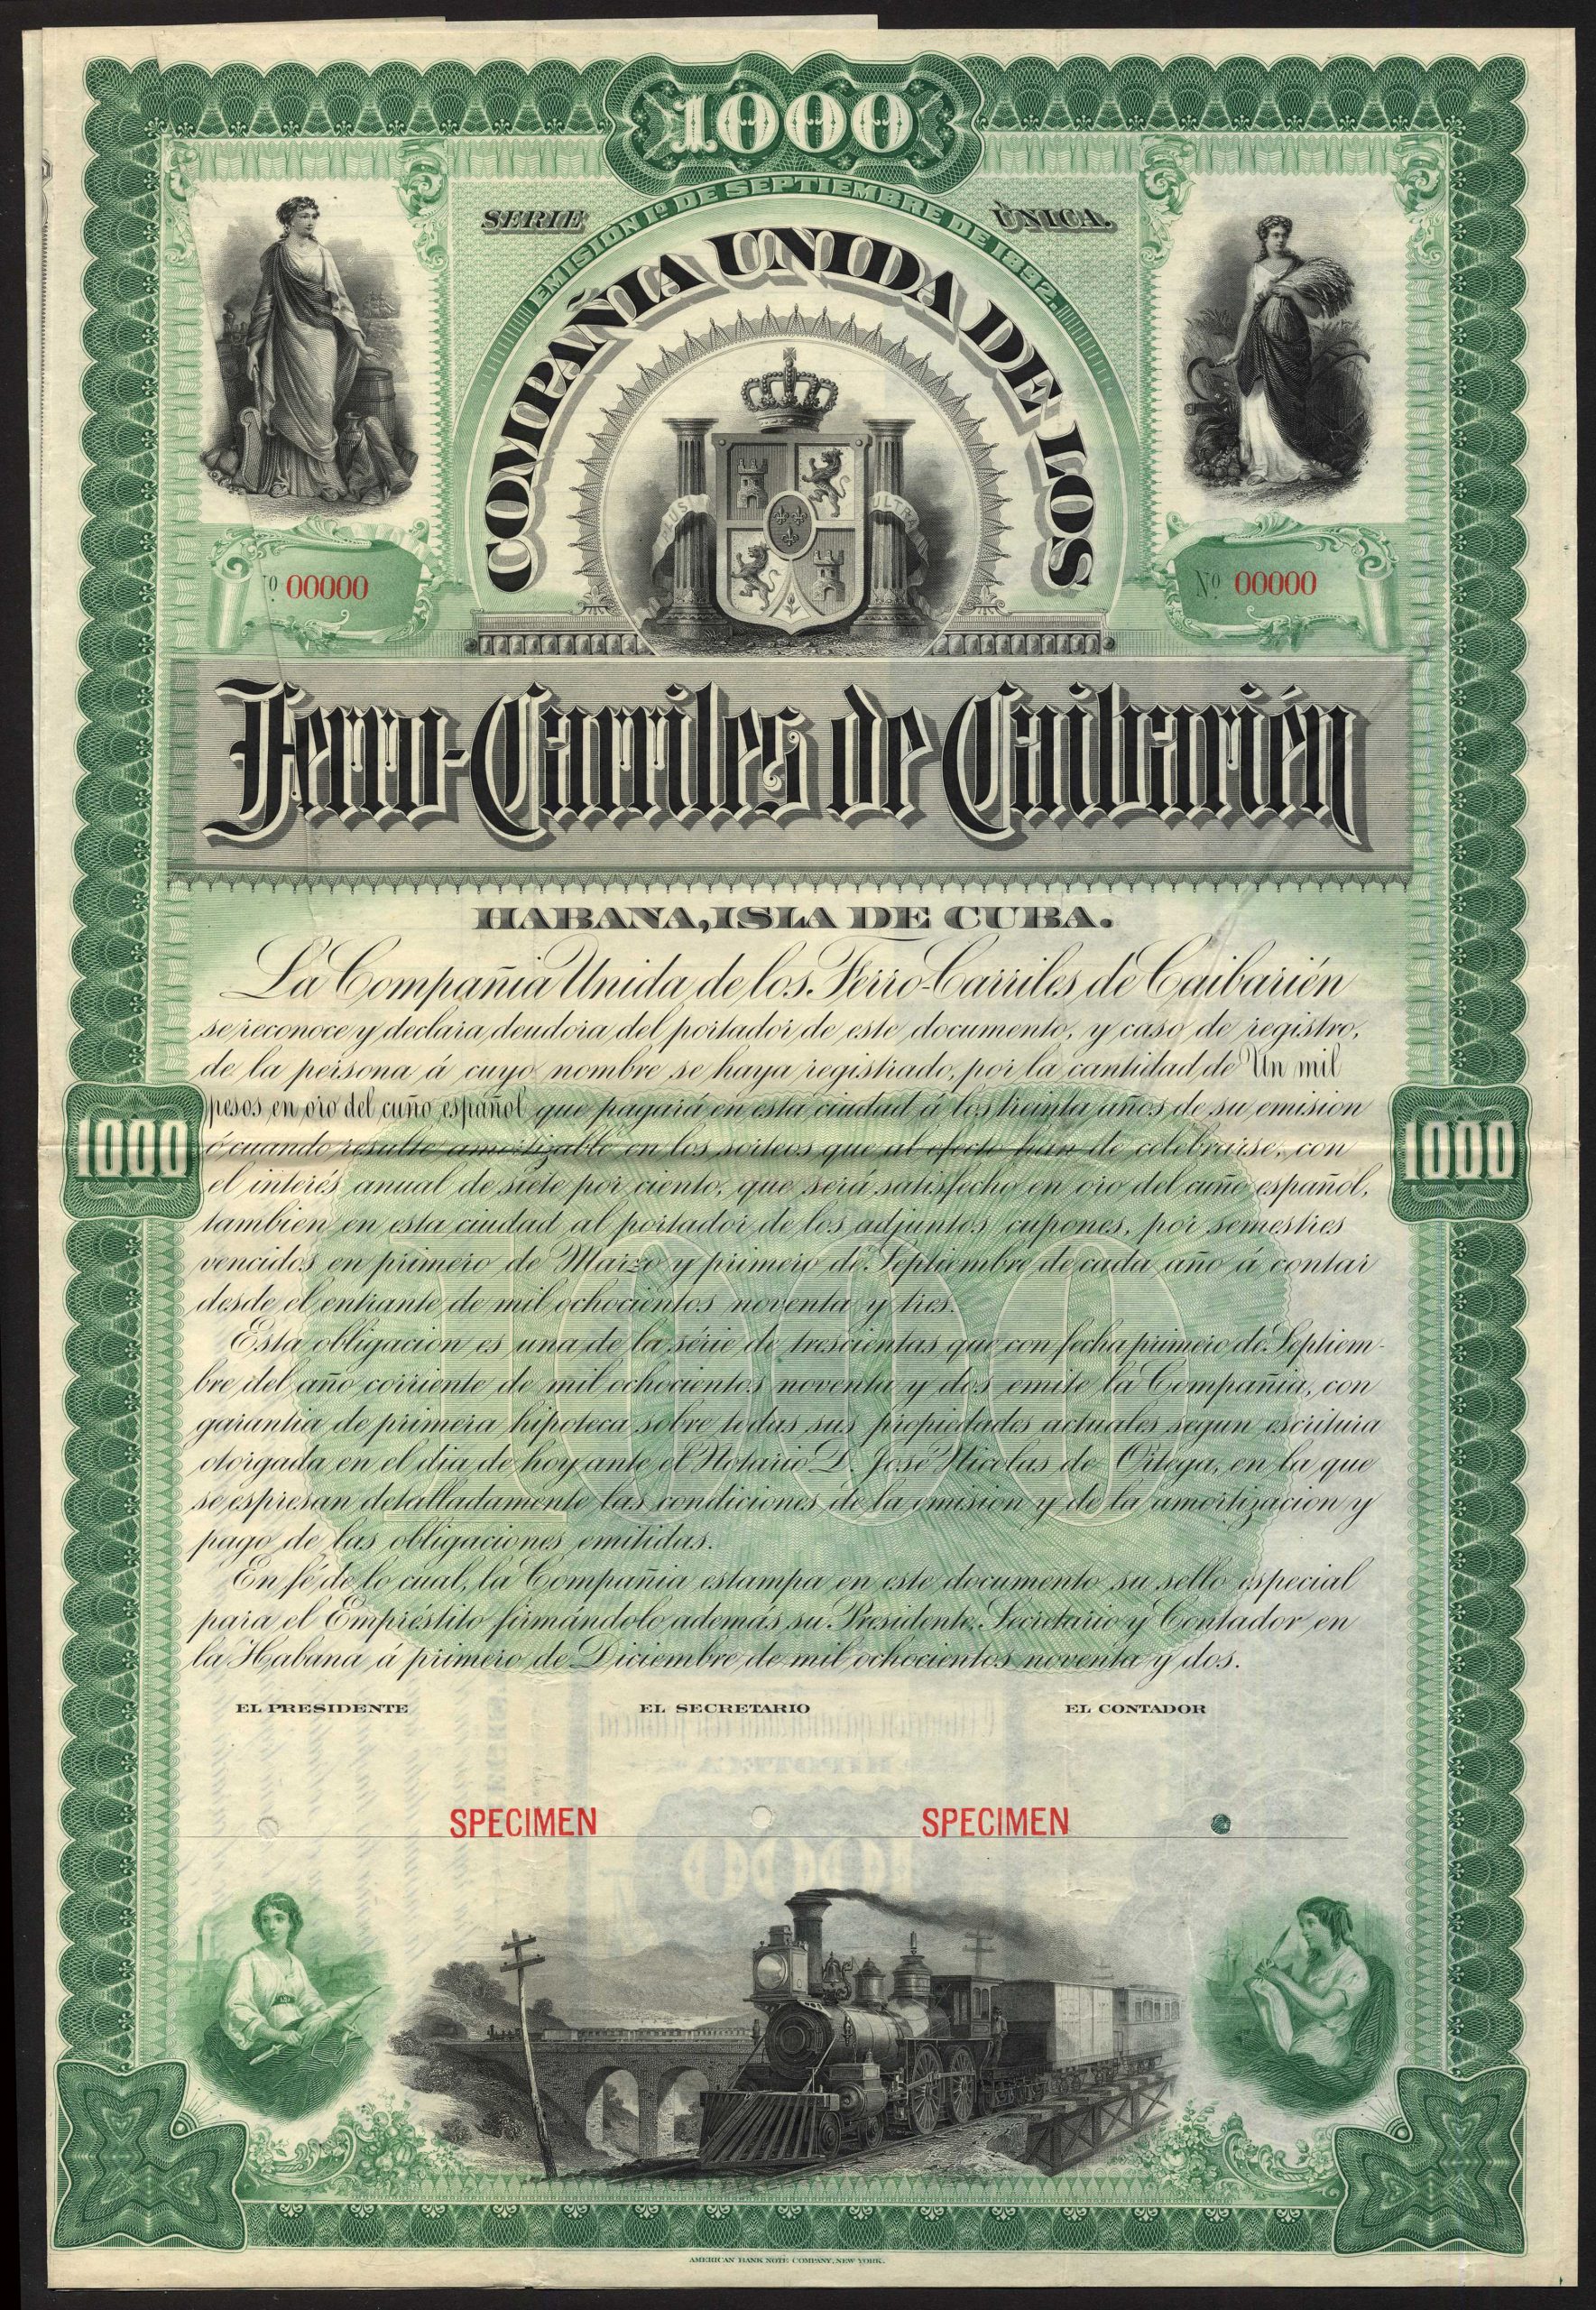 1000
SERIE
ÚNICA.
EMISION 1º DE SEPTIEMBRE DE 1892.
COMPAÑIA UNIDA DE LOS
PLUS
ULTRA
Nº 00000
Nº 00000
Ferro-Carriles de Caibarién
HABANA, ISLA DE CUBA.
La Compañia Unida de los Ferro-Carriles de Caibarién
se reconoce y declara deudora del portador de este documento, y caso de registro,
de la persona á cuyo nombre se haya registrado, por la cantidad de Un mil
pesos en oro del cuño español que pagará en esta ciudad á los treinta años de su emision
1000
ó cuando resulte amortizable en los sorteos que al efecto han de celebrarse, con
1000
el interés anual de siete por ciento, que será satisfecho en oro del cuño español,
tambien en esta ciudad al portador de los adjuntos cupones, por semestres
vencidos en primero de Marzo y primero de Septiembre de cada año á contar
desde el entrante de mil ochocientos noventa y tres.
Esta obligacion es una de la série de trescientas que con fecha primero de Septiem-
bre del año corriente de mil ochocientos noventa y dos emite la Compañia, con
garantia de primera hipoteca sobre todas sus propiedades actuales segun escritura
otorgada en el dia de hoy ante el Notario D. José Nicolas de Ortega, en la que
se espresan detalladamente las condiciones de la emision y de la amortizacion y
pago de las obligaciones emitidas.
1000
En fé de lo cual, la Compañia estampa en este documento su sello especial
para el Empréstito firmándolo además su Presidente, Secretario y Contador en
la Habana á primero de Diciembre de mil ochocientos noventa y dos.
EL PRESIDENTE
EL SECRETARIO
EL CONTADOR
SPECIMEN
SPECIMEN
AMERICAN BANK NOTE COMPANY, NEW YORK.